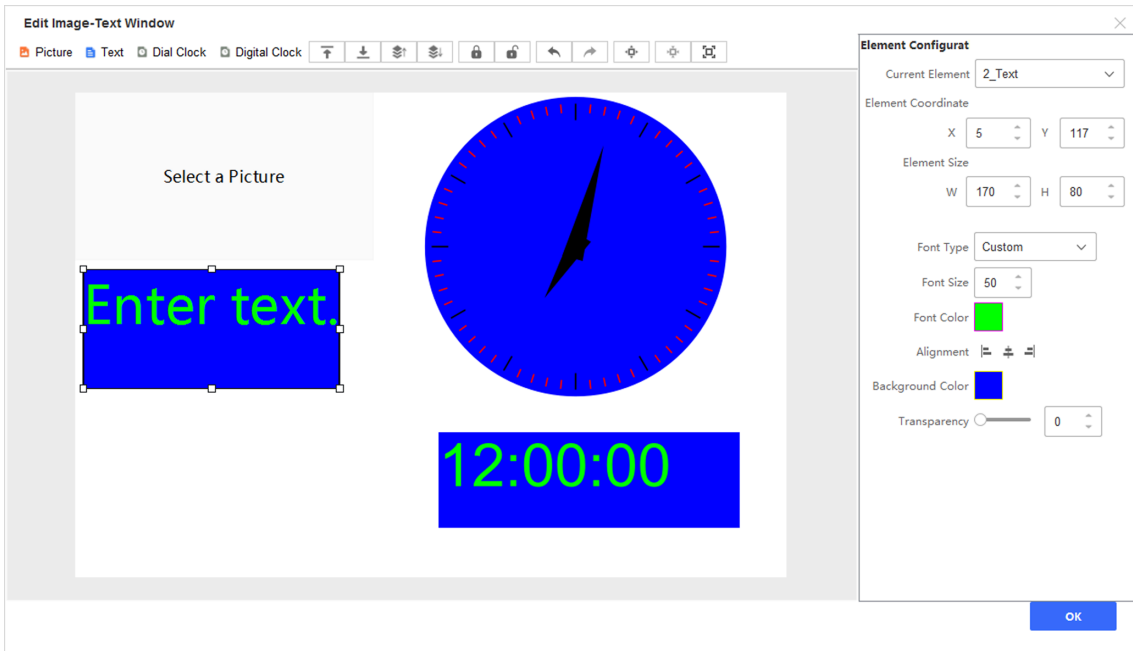 Edit Image-Text Window
Picture Text Dial Clock Digital Clock
Select a Picture
Enter text.
12:00:00
Element Configurat
Current Element 2_Text
Element Coordinate
X 5 Y 117
Element Size
W 170 H 80
Font Type Custom
Font Size 50
Font Color
Alignment
Background Color
Transparency 0
OK